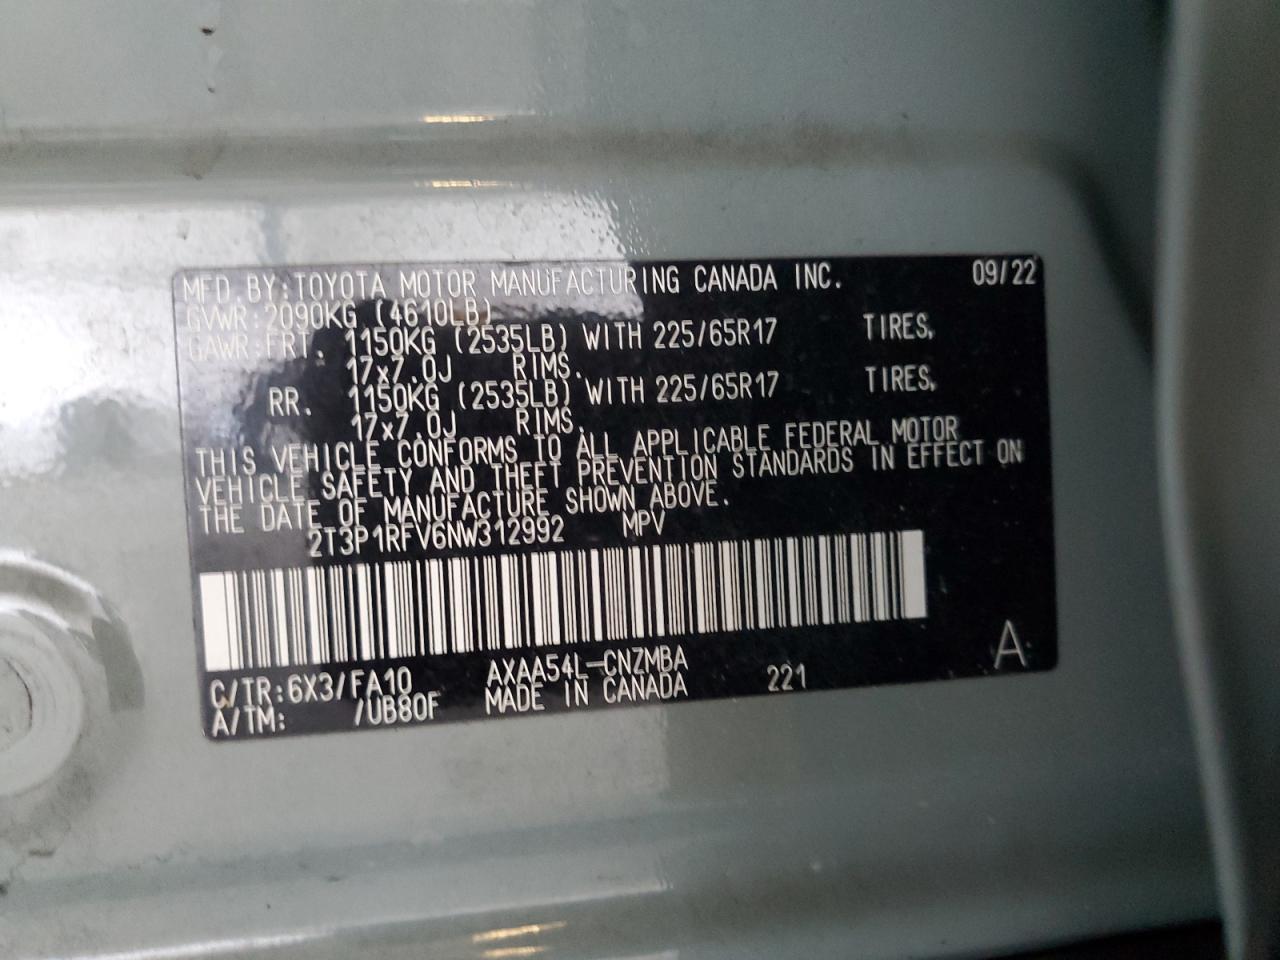 MFD.BY:TOYOTA MOTOR MANUFACTURING CANADA INC. 09/22
GVWR:2090KG (4610LB)
GAWR:FRT. 1150KG (2535LB) WITH 225/65R17 TIRES,
17x7.0J RIMS.
RR. 1150KG (2535LB) WITH 225/65R17 TIRES,
17x7.0J RIMS.
THIS VEHICLE CONFORMS TO ALL APPLICABLE FEDERAL MOTOR
VEHICLE SAFETY AND THEFT PREVENTION STANDARDS IN EFFECT ON
THE DATE OF MANUFACTURE SHOWN ABOVE.
2T3P1RFV6NW312992 MPV
C/TR:6X3/FA10 AXAA54L-CNZMBA
A/TM: /UB80F MADE IN CANADA 221 A